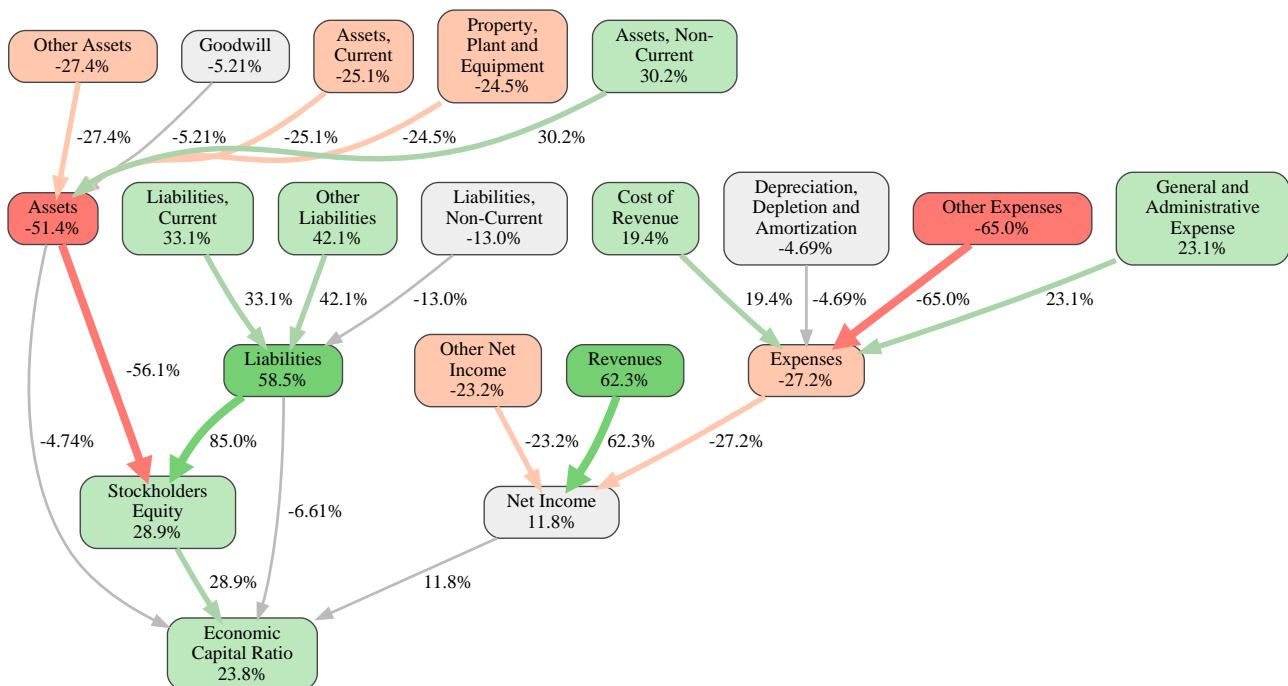 Other Assets
-27.4%
Goodwill
-5.21%
Assets,
Current
-25.1%
Property,
Plant and
Equipment
-24.5%
Assets, Non-
Current
30.2%
-27.4%
-5.21%
-25.1%
-24.5%
30.2%
Assets
-51.4%
Liabilities,
Current
33.1%
Other
Liabilities
42.1%
Liabilities,
Non-Current
-13.0%
Cost of
Revenue
19.4%
Depreciation,
Depletion and
Amortization
-4.69%
Other Expenses
-65.0%
General and
Administrative
Expense
23.1%
33.1%
42.1%
-13.0%
19.4%
-4.69%
-65.0%
23.1%
Liabilities
58.5%
Other Net
Income
-23.2%
Revenues
62.3%
Expenses
-27.2%
-56.1%
-4.74%
85.0%
-6.61%
-23.2%
62.3%
-27.2%
Stockholders
Equity
28.9%
Net Income
11.8%
28.9%
11.8%
Economic
Capital Ratio
23.8%